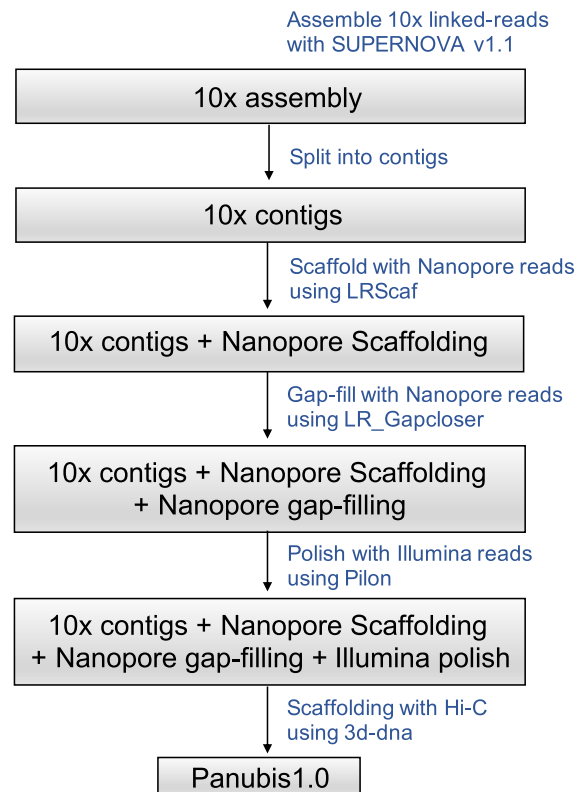 Assemble 10x linked-reads
with SUPERNOVA v1.1
10x assembly
Split into contigs
10x contigs
Scaffold with Nanopore reads
using LRScaf
10x contigs + Nanopore Scaffolding
Gap-fill with Nanopore reads
using LR_Gapcloser
10x contigs + Nanopore Scaffolding
+ Nanopore gap-filling
Polish with Illumina reads
using Pilon
10x contigs + Nanopore Scaffolding
+ Nanopore gap-filling + Illumina polish
Scaffolding with Hi-C
using 3d-dna
Panubis1.0